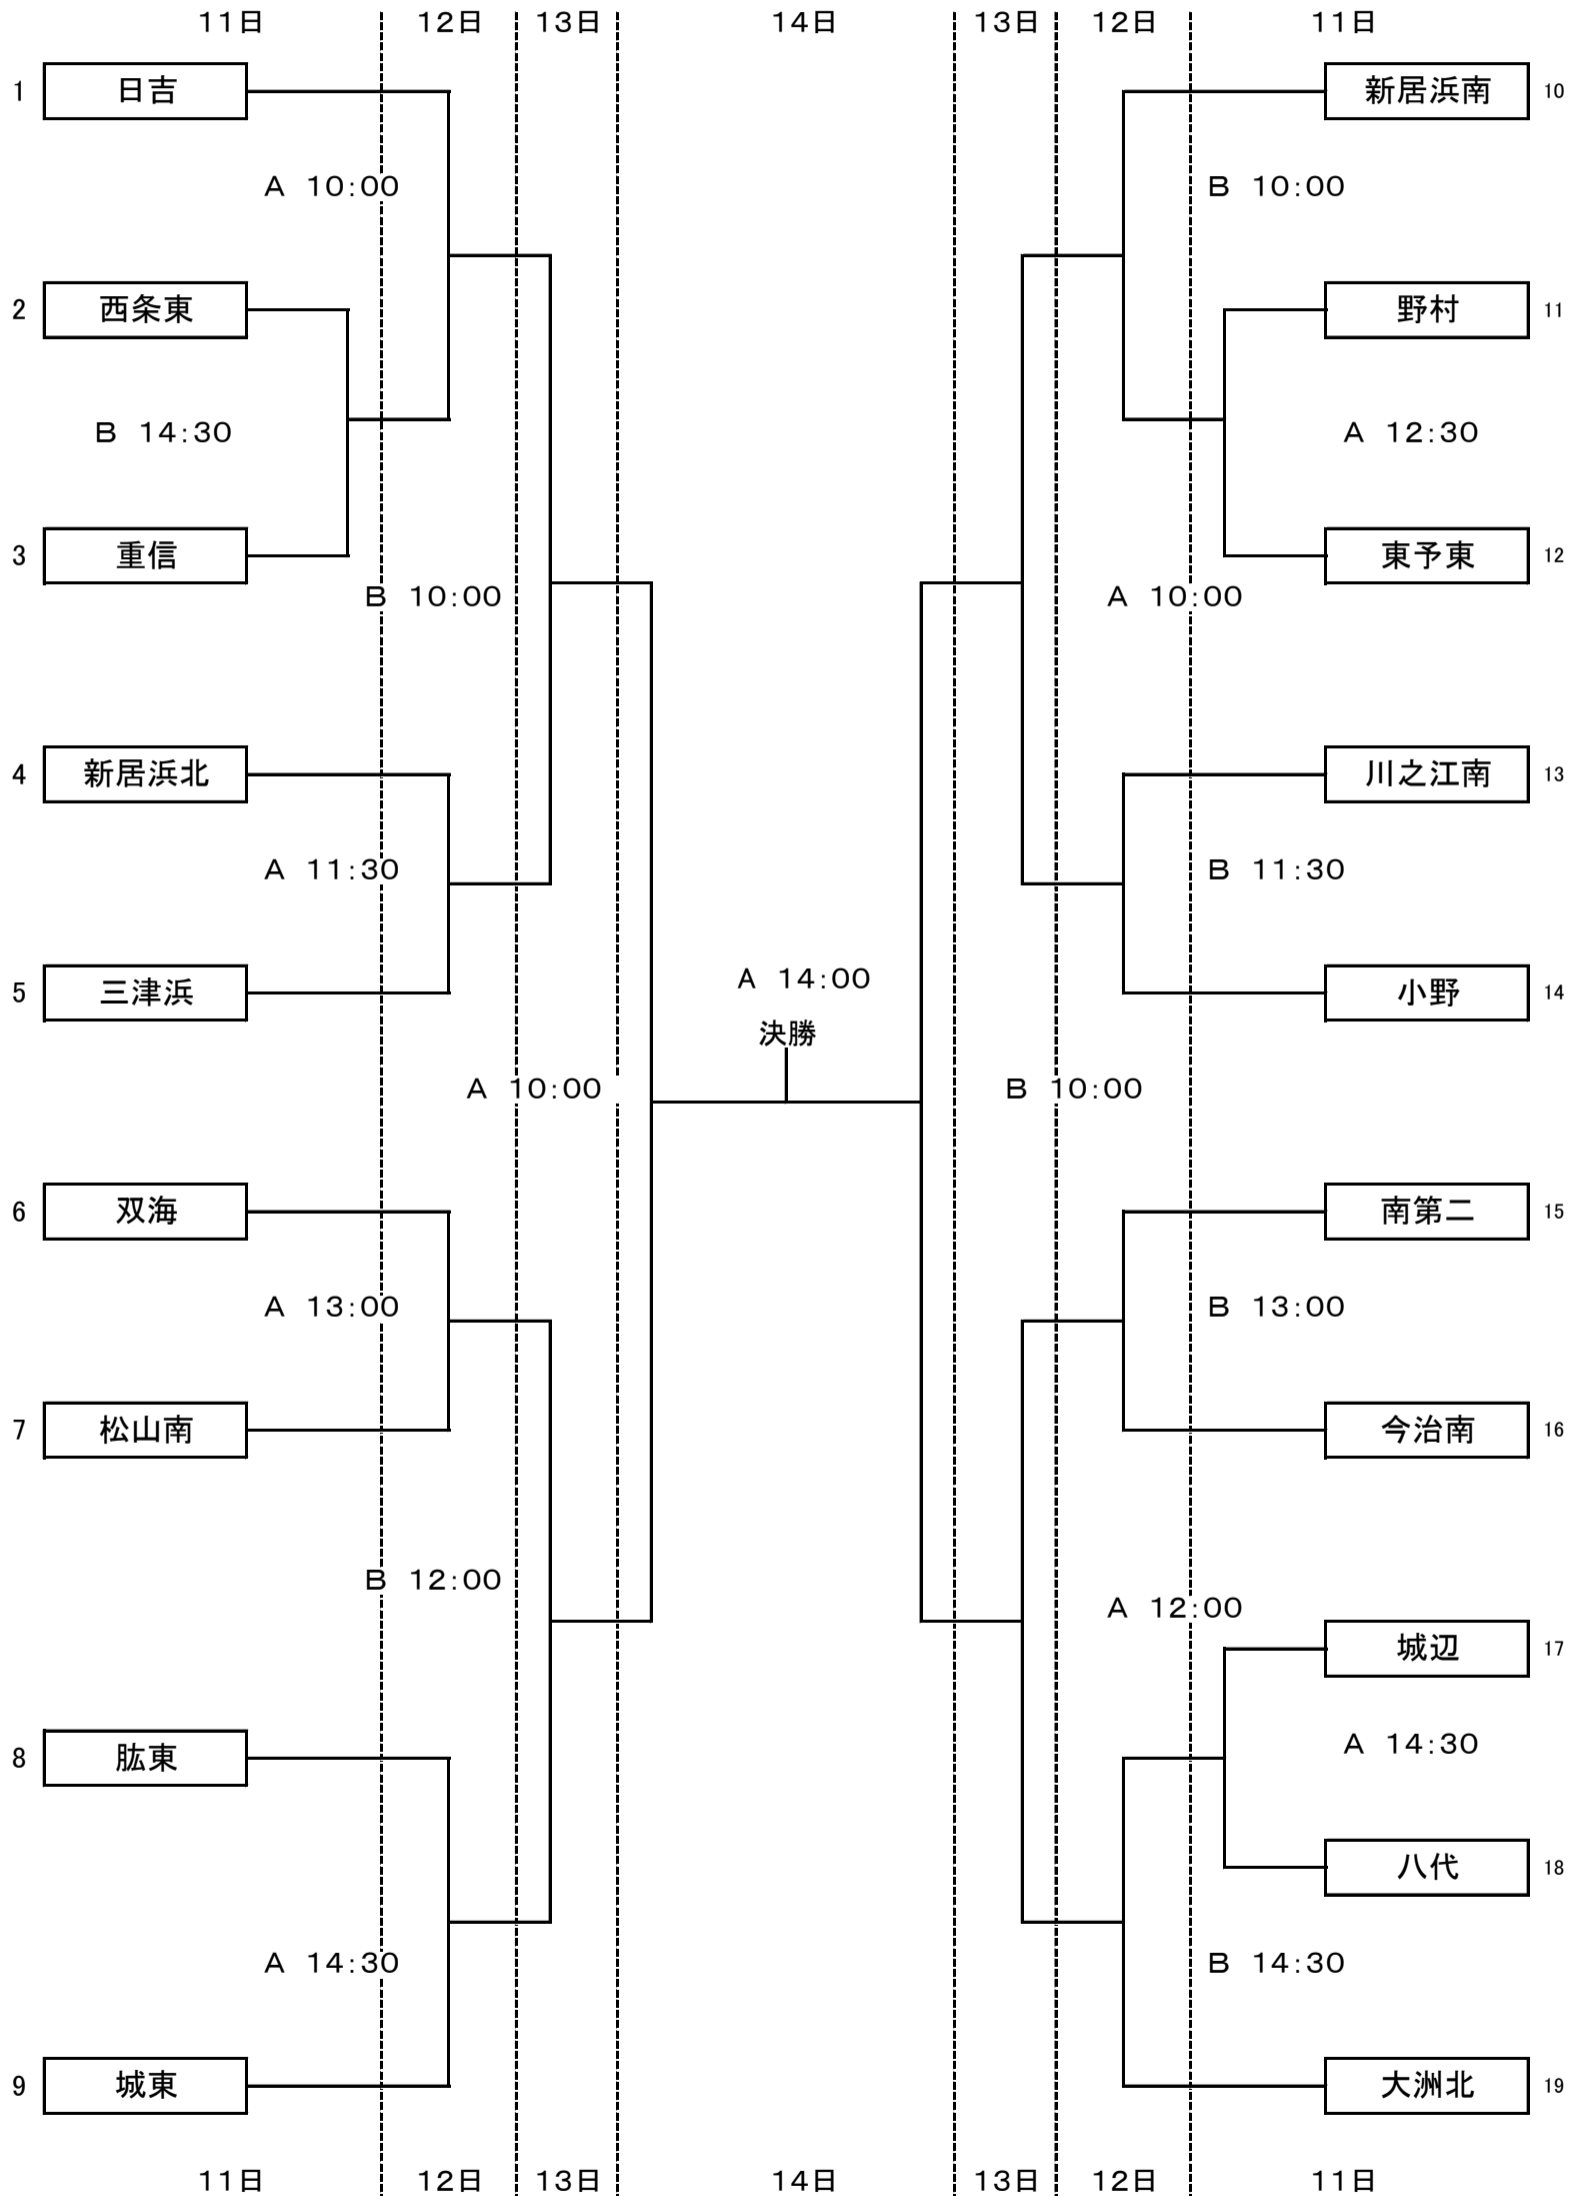 11日 12日 13日 14日 13日 12日 11日
1 日吉 新居浜南 10
A 10:00 B 10:00
2 西条東 野村 11
B 14:30 A 12:30
3 重信 東予東 12
B 10:00 A 10:00
4 新居浜北 川之江南 13
A 11:30 B 11:30
A 14:00
5 三津浜 小野 14
決勝
A 10:00 B 10:00
6 双海 南第二 15
A 13:00 B 13:00
7 松山南 今治南 16
B 12:00 A 12:00
城辺 17
8 肱東 A 14:30
八代 18
A 14:30 B 14:30
9 城東 大洲北 19
11日 12日 13日 14日 13日 12日 11日